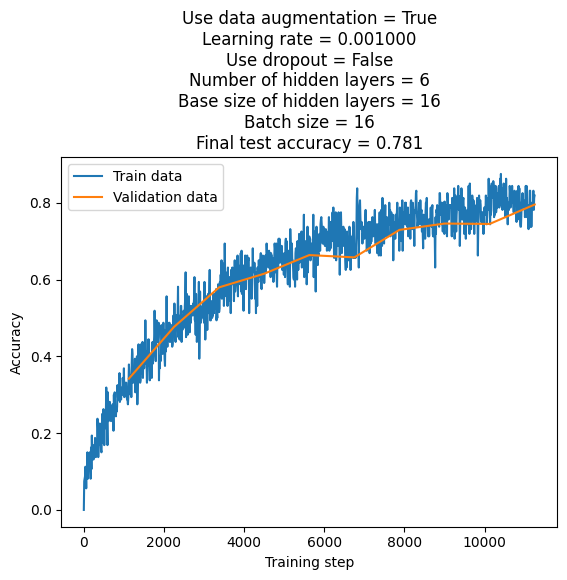 Use data augmentation = True
Learning rate = 0.001000
Use dropout = False
Number of hidden layers = 6
Base size of hidden layers = 16
Batch size = 16
Final test accuracy = 0.781
Train data
Validation data
Accuracy
0.8
0.6
0.4
0.2
0.0
0 2000 4000 6000 8000 10000
Training step